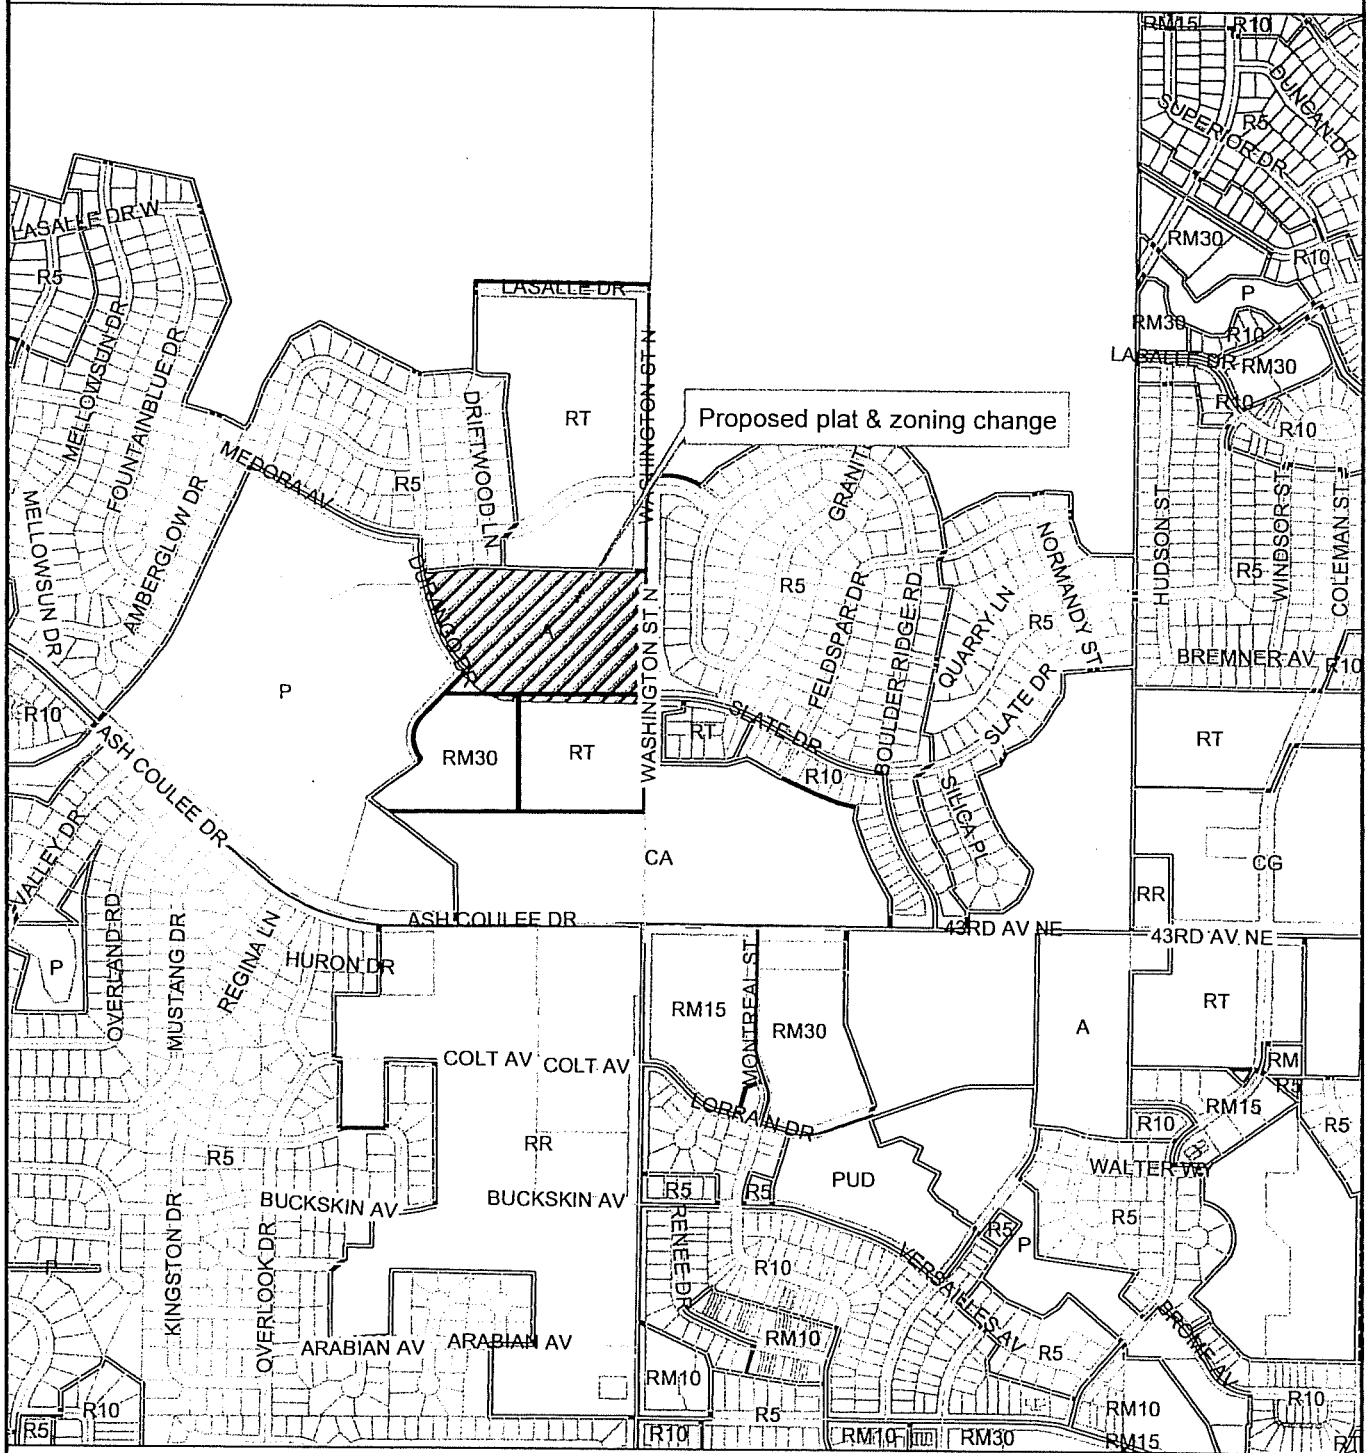 RM15
R10
DUNCAN DR
SUPERIOR DR
R5
LASALLE DR W
R5
RM30
R10
P
RM30
R10
LASALLE DR
RM30
R10
R10
LASALLE DR
RT
WASHINGTON ST N
Proposed plat & zoning change
MELLOWSUN DR
FOUNTAINBLUE DR
MEDORA AV
R5
DRIFTWOOD LN
GRANIT
MELLOWSUN DR
AMBERGLOW DR
DURANGO DR
A
WASHINGTON ST N
R5
FELDSPAR DR
BOULDER RIDGE RD
QUARRY LN
R5
NORMANDY ST
SLATE DR
HUDSON ST
R5
WINDSOR ST
COLEMAN ST
BREMNER AV
R10
P
R10
ASH COULEE DR
RM30
RT
RT
SLATE DR
R10
SILICA PL
RT
CA
CG
RR
VALLEY DR
P
OVERLAND RD
MUSTANG DR
REGINA LN
HURON DR
ASH COULEE DR
43RD AV NE
43RD AV NE
RM15
MONTREAL ST
RM30
A
RT
RM
R5
COLT AV
COLT AV
LORRAIN DR
RM15
R10
R5
R5
RR
WALTER WY
BUCKSKIN AV
BUCKSKIN AV
R5
R5
PUD
R5
R5
P
KINGSTON DR
OVERLOOK DR
RENEE DR
R10
VERSAILLES AV
BROME AV
ARABIAN AV
ARABIAN AV
RM10
R5
RM10
R10
R5
R5
RM10
R10
R10
RM10
RM30
RM15
RT